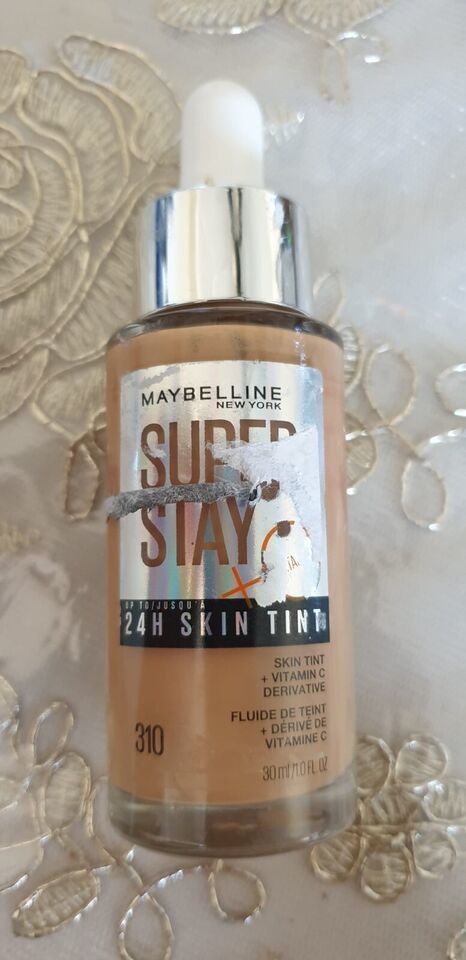 MAYBELLINE
NEW YORK
SUPER
STAY
UP TO/JUSQU'À
24H SKIN TINT
SKIN TINT
+ VITAMIN C
DERIVATIVE
FLUIDE DE TEINT
+ DÉRIVÉ DE
VITAMINE C
310
30 ml/1.0 FL OZ